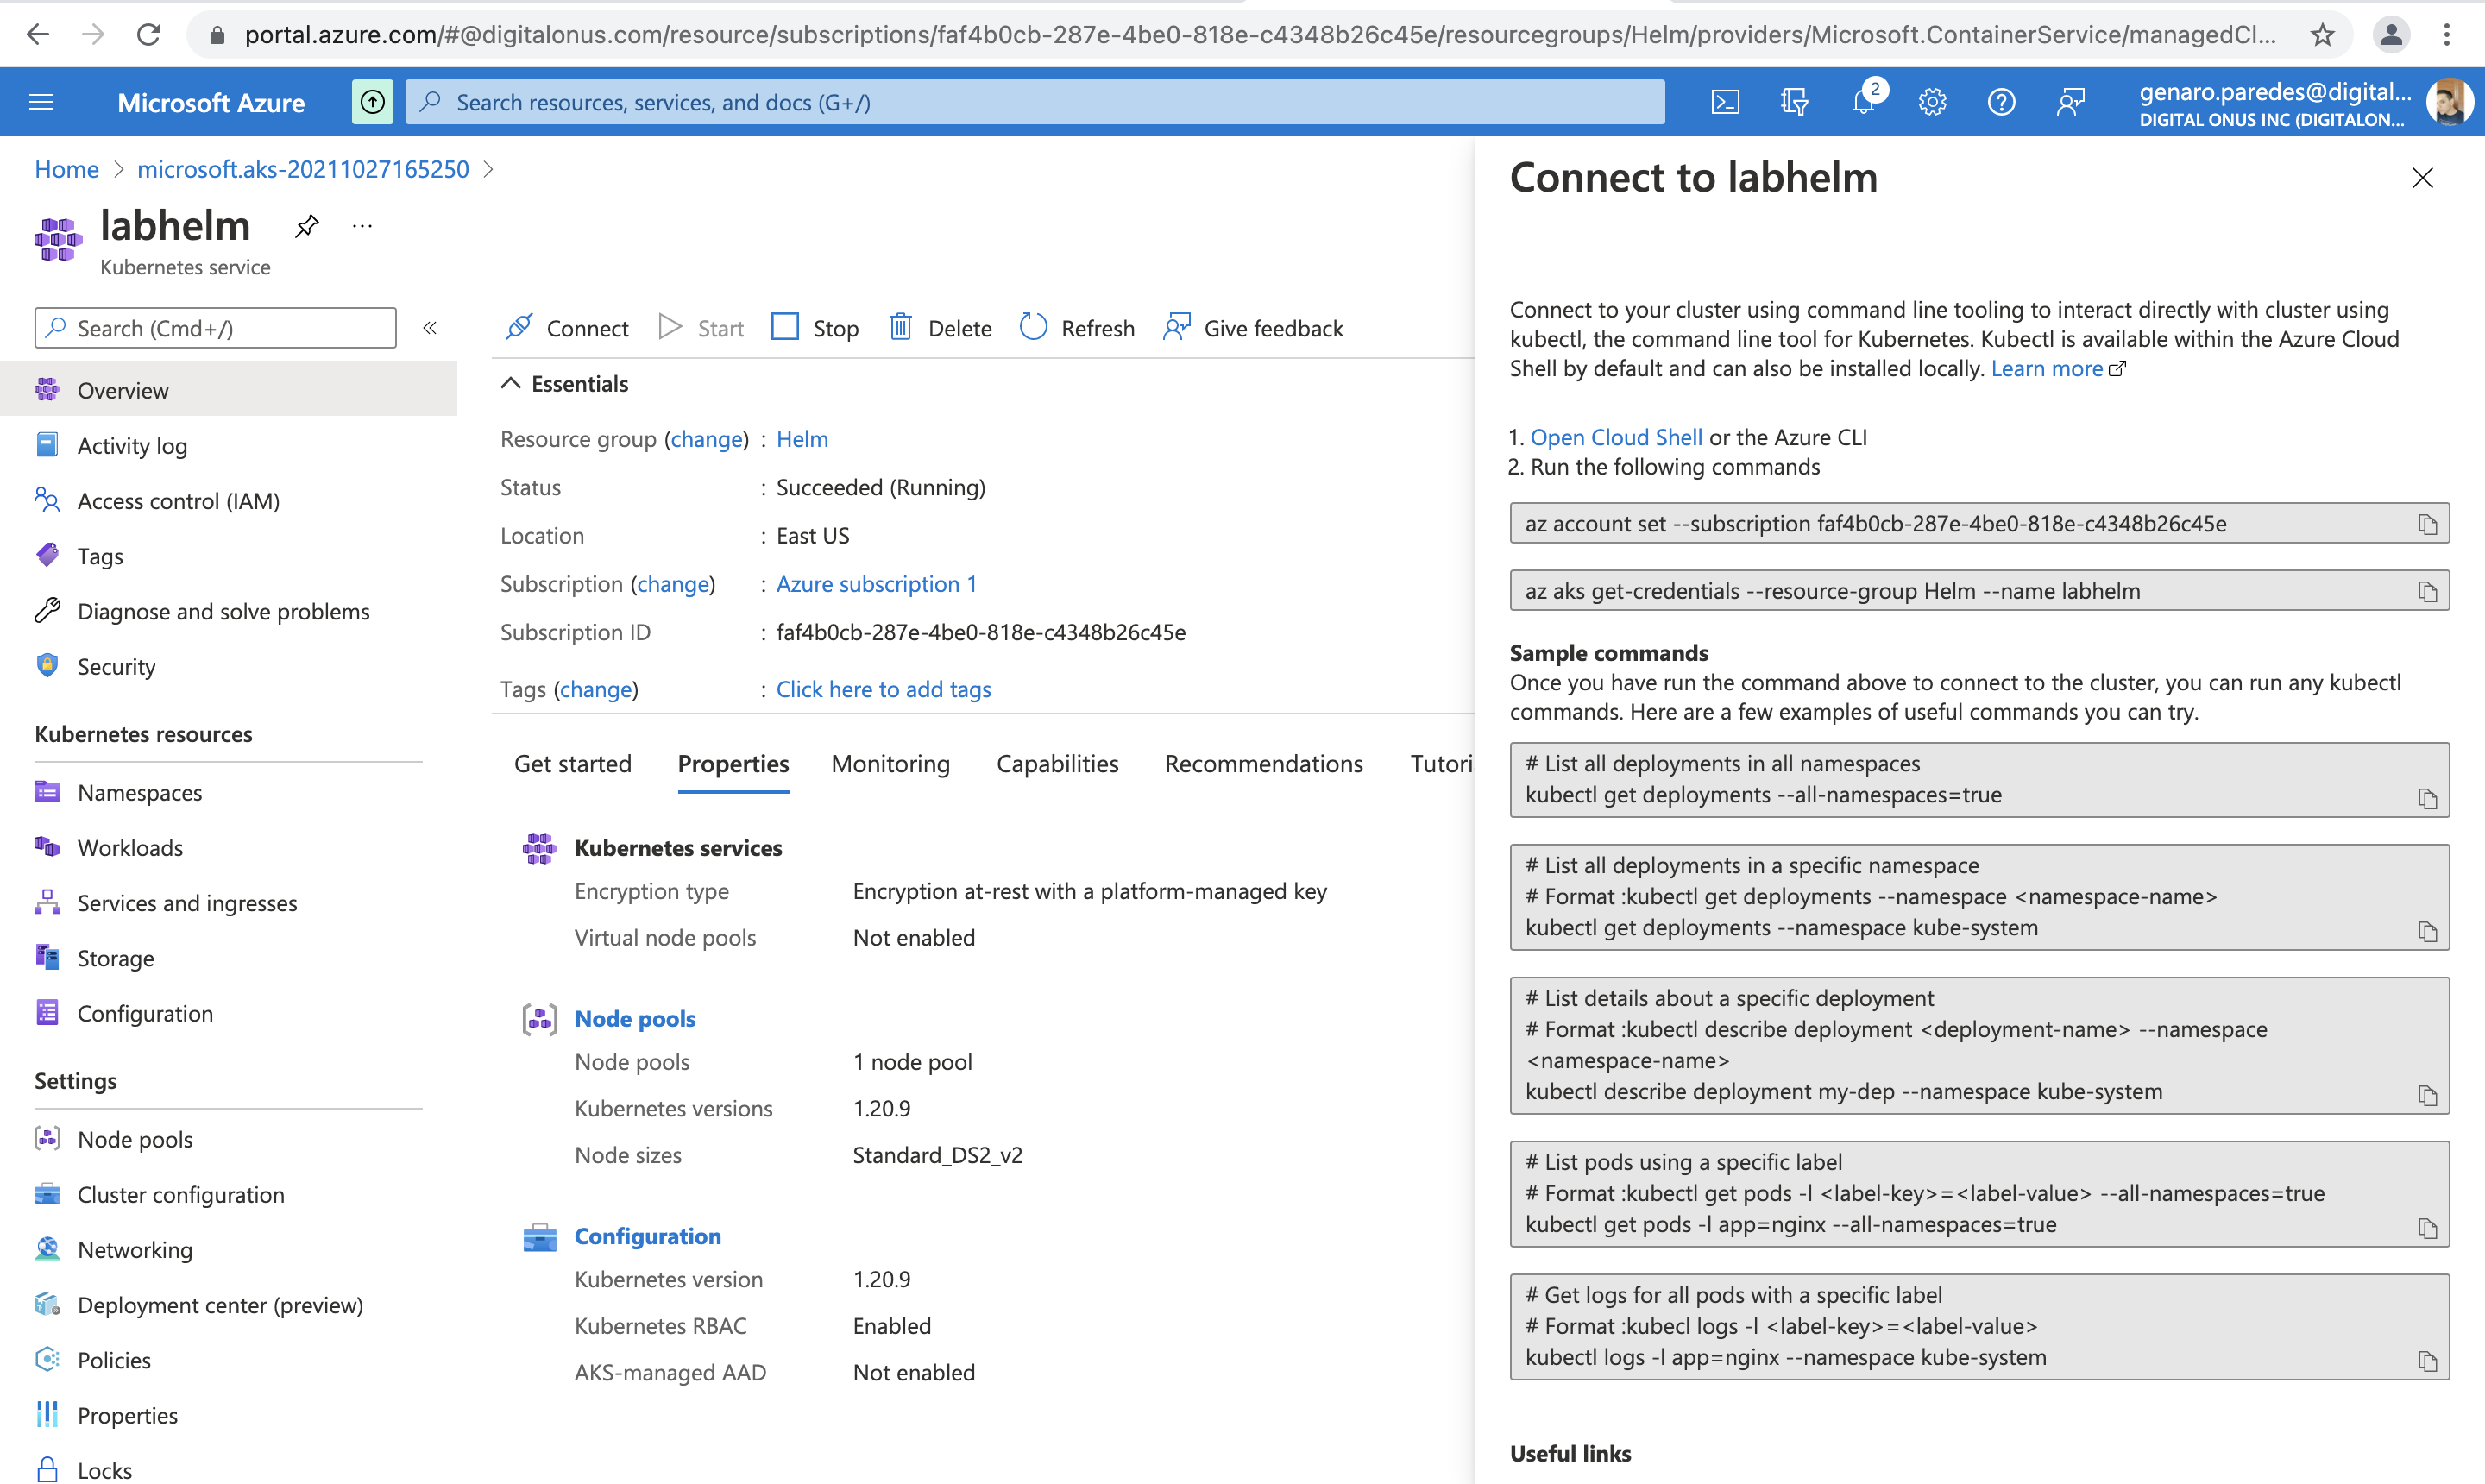 portal.azure.com/#@digitalonus.com/resource/subscriptions/faf4b0cb-287e-4be0-818e-c4348b26c45e/resourcegroups/Helm/providers/Microsoft.ContainerService/managedCl...
Microsoft Azure
Search resources, services, and docs (G+/)
2
genaro.paredes@digital...
DIGITAL ONUS INC (DIGITALON...
Home > microsoft.aks-20211027165250 >
labhelm
...
Kubernetes service
Search (Cmd+/)
«
Overview
Activity log
Access control (IAM)
Tags
Diagnose and solve problems
Security
Kubernetes resources
Namespaces
Workloads
Services and ingresses
Storage
Configuration
Settings
Node pools
Cluster configuration
Networking
Deployment center (preview)
Policies
Properties
Locks
Connect
Start
Stop
Delete
Refresh
Give feedback
Essentials
Resource group (change) : Helm
Status : Succeeded (Running)
Location : East US
Subscription (change) : Azure subscription 1
Subscription ID : faf4b0cb-287e-4be0-818e-c4348b26c45e
Tags (change) : Click here to add tags
Get started
Properties
Monitoring
Capabilities
Recommendations
Tutori
Kubernetes services
Encryption type Encryption at-rest with a platform-managed key
Virtual node pools Not enabled
Node pools
Node pools 1 node pool
Kubernetes versions 1.20.9
Node sizes Standard_DS2_v2
Configuration
Kubernetes version 1.20.9
Kubernetes RBAC Enabled
AKS-managed AAD Not enabled
Connect to labhelm
Connect to your cluster using command line tooling to interact directly with cluster using
kubectl, the command line tool for Kubernetes. Kubectl is available within the Azure Cloud
Shell by default and can also be installed locally. Learn more
1. Open Cloud Shell or the Azure CLI
2. Run the following commands
az account set --subscription faf4b0cb-287e-4be0-818e-c4348b26c45e
az aks get-credentials --resource-group Helm --name labhelm
Sample commands
Once you have run the command above to connect to the cluster, you can run any kubectl
commands. Here are a few examples of useful commands you can try.
# List all deployments in all namespaces
kubectl get deployments --all-namespaces=true
# List all deployments in a specific namespace
# Format :kubectl get deployments --namespace <namespace-name>
kubectl get deployments --namespace kube-system
# List details about a specific deployment
# Format :kubectl describe deployment <deployment-name> --namespace
<namespace-name>
kubectl describe deployment my-dep --namespace kube-system
# List pods using a specific label
# Format :kubectl get pods -l <label-key>=<label-value> --all-namespaces=true
kubectl get pods -l app=nginx --all-namespaces=true
# Get logs for all pods with a specific label
# Format :kubecl logs -l <label-key>=<label-value>
kubectl logs -l app=nginx --namespace kube-system
Useful links